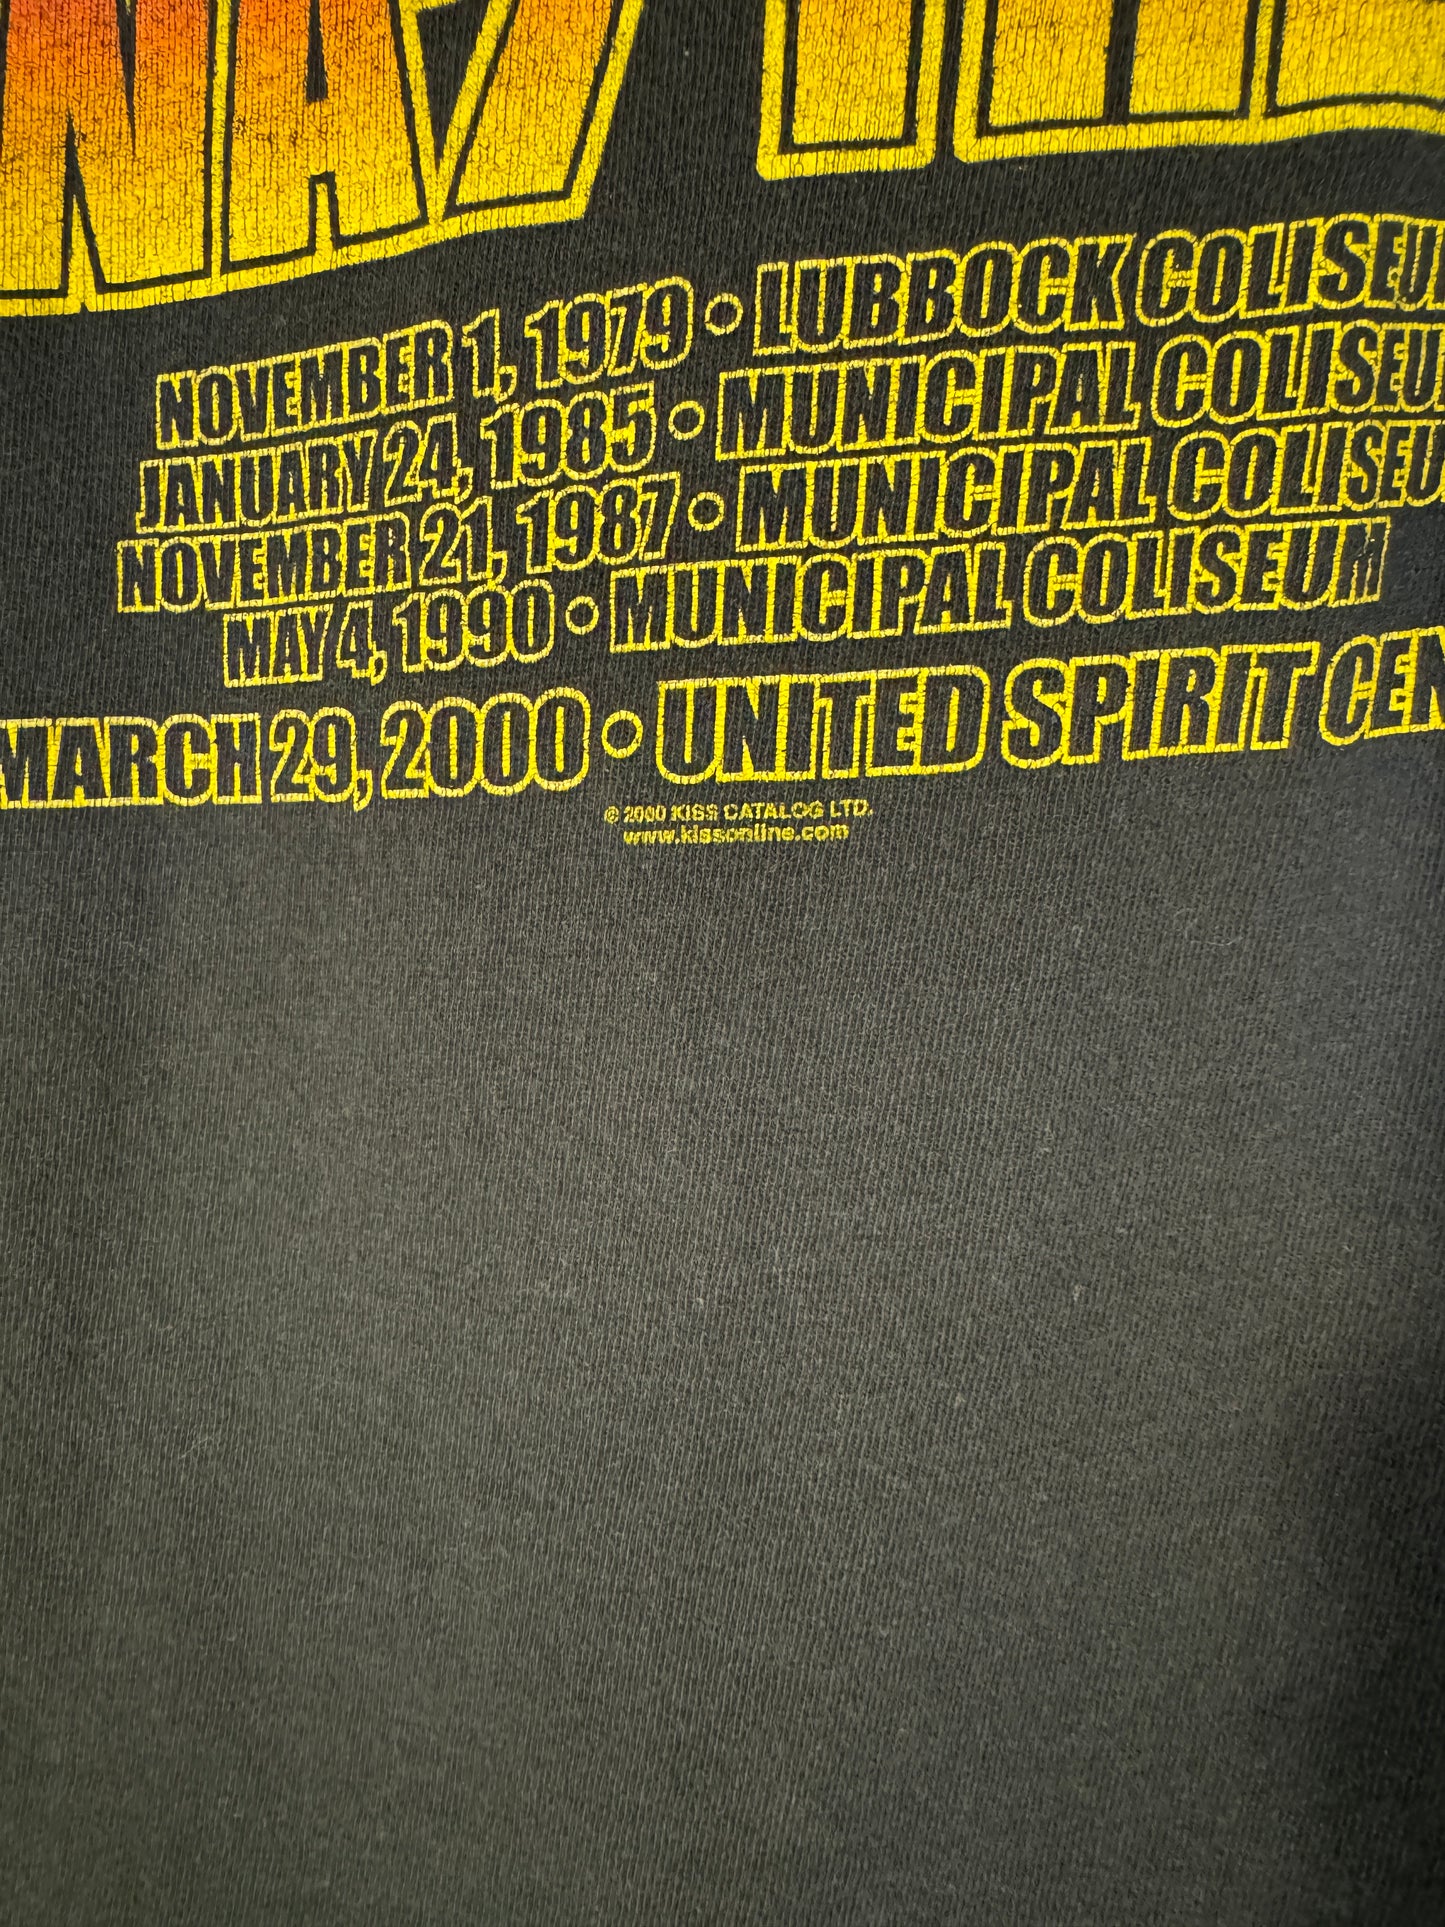 NOVEMBER 1, 1979 • LUBBOCK COLISEU
JANUARY 24, 1985 • MUNICIPAL COLISEU
NOVEMBER 21, 1987 • MUNICIPAL COLISEU
MAY 4, 1990 • MUNICIPAL COLISEUM
MARCH 29, 2000 • UNITED SPIRIT CEN
© 2000 KISS CATALOG LTD.
www.kissonline.com